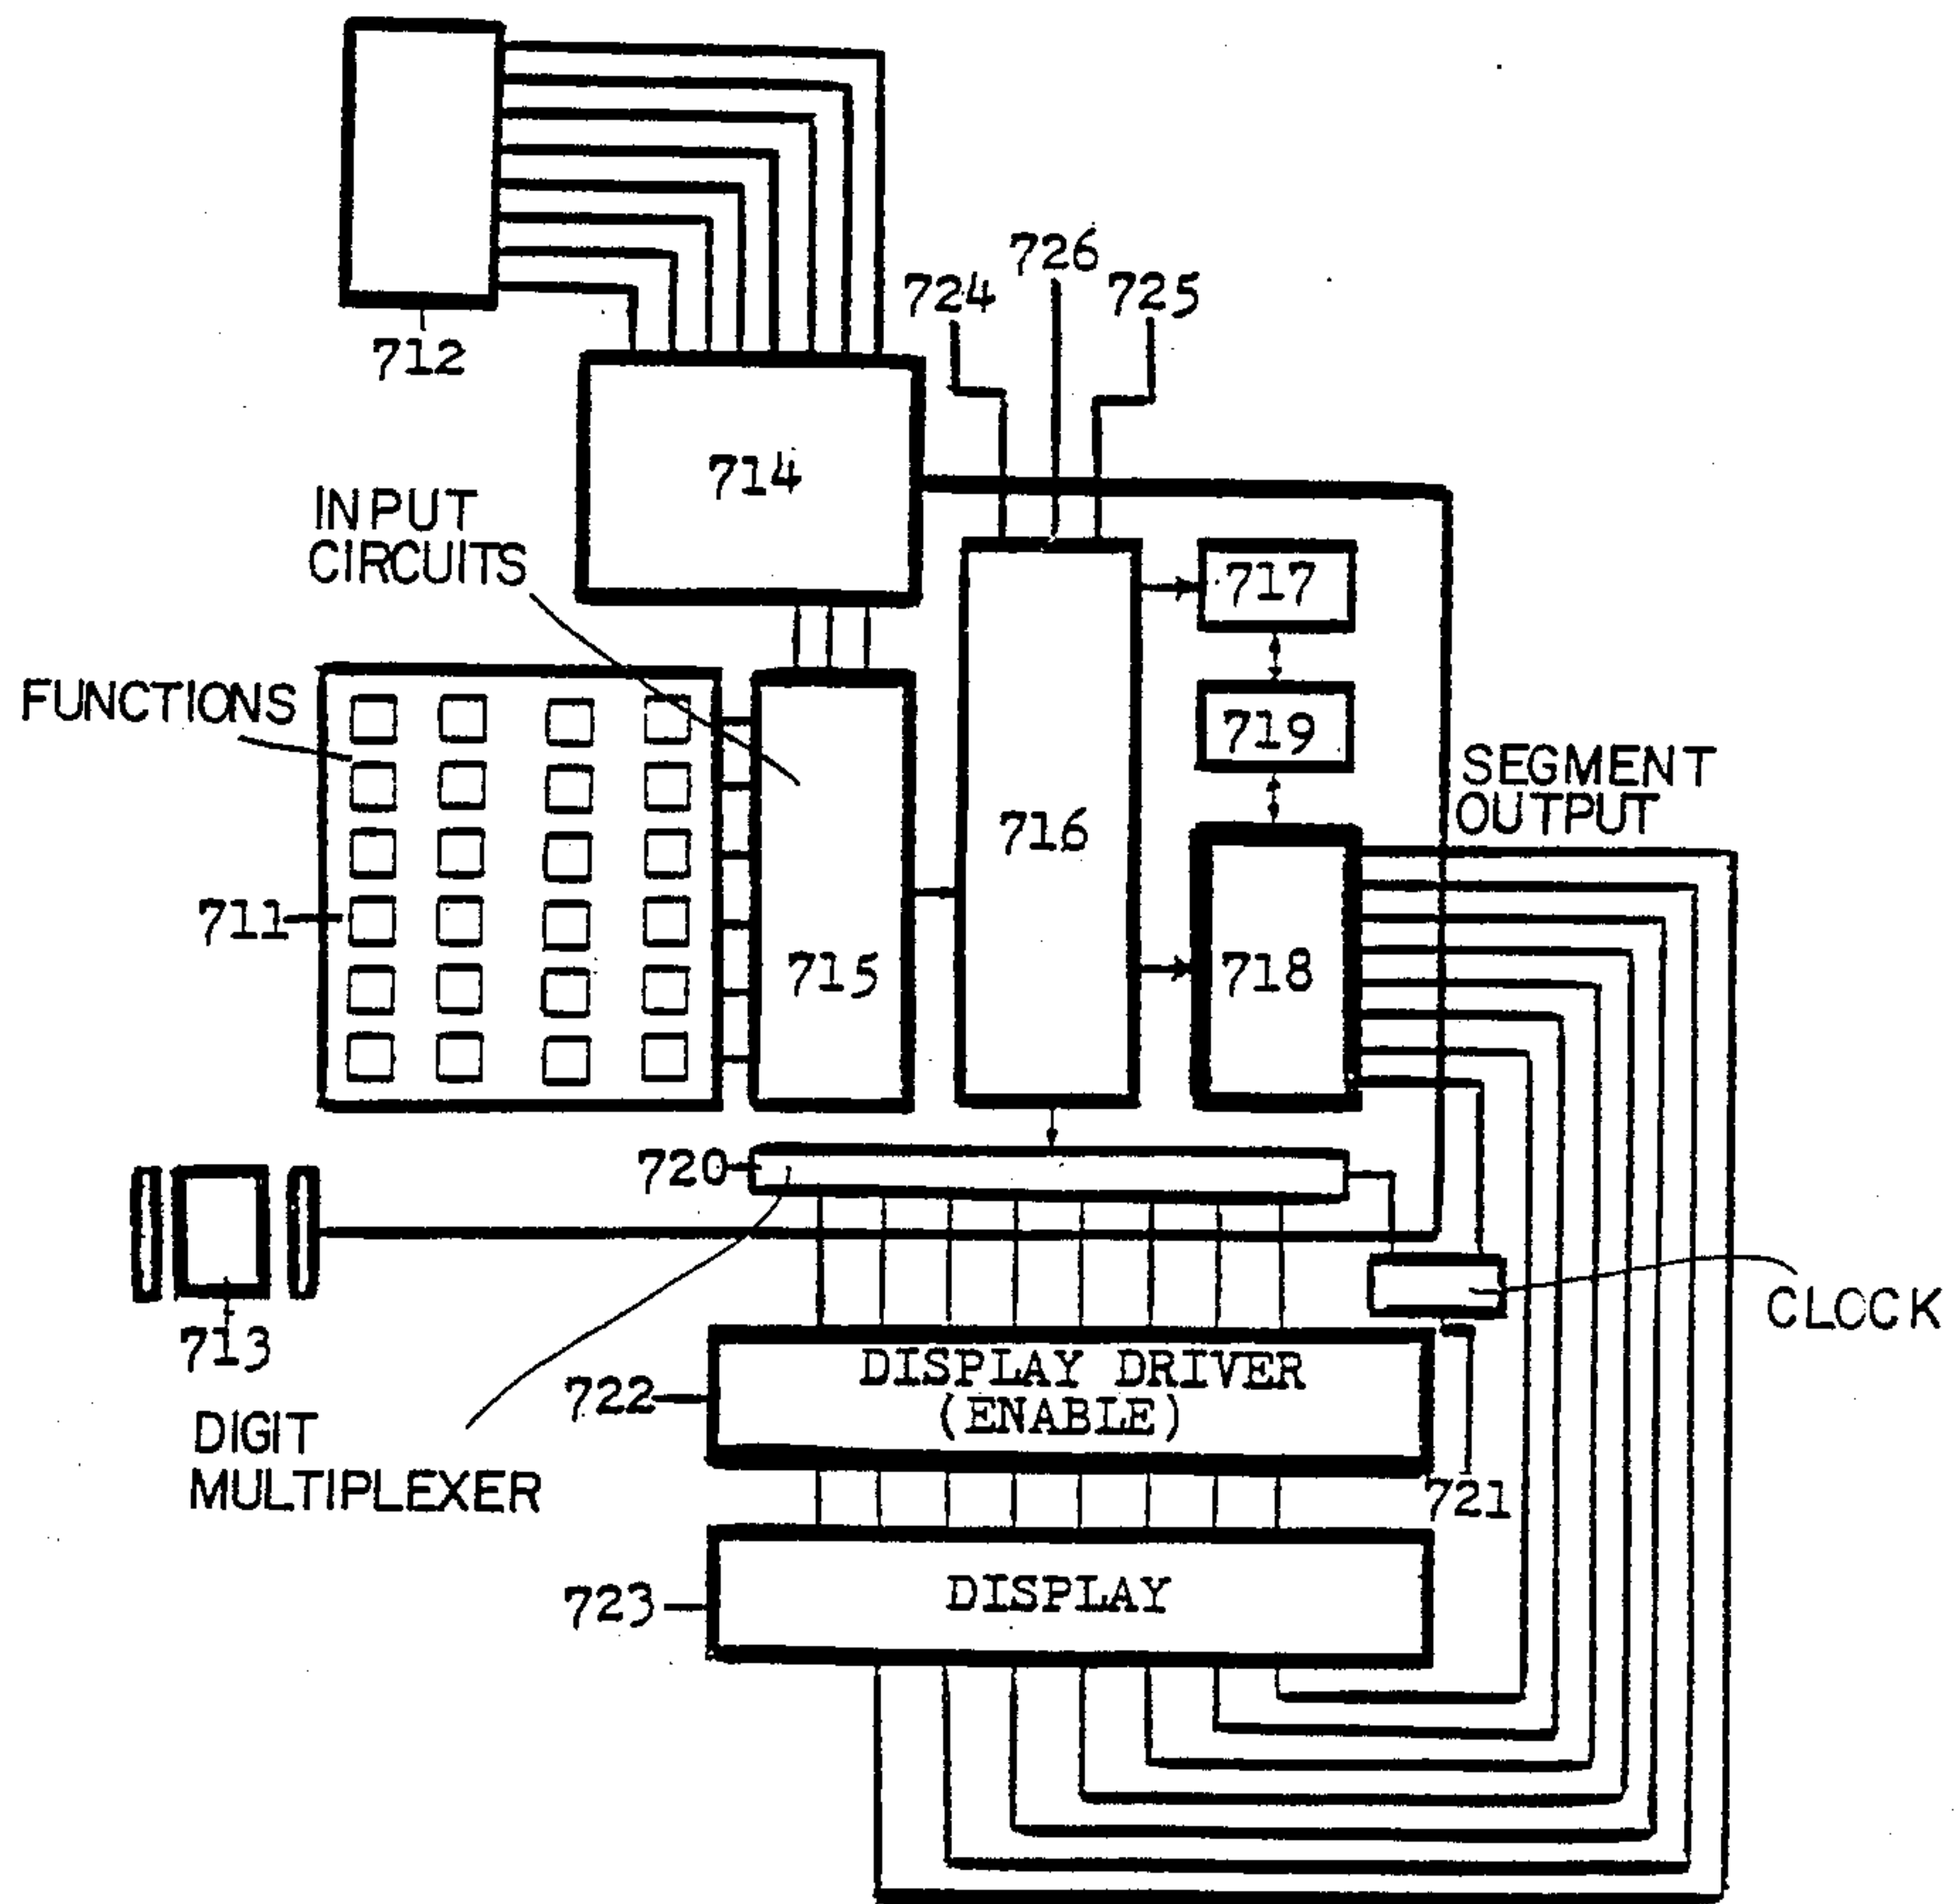 726
724
725
712
714
INPUT
CIRCUITS
717
FUNCTIONS
719
SEGMENT
OUTPUT
716
711
715
718
720
CLOCK
713
DISPLAY DRIVER
(ENABLE)
722
DIGIT
MULTIPLEXER
721
DISPLAY
723